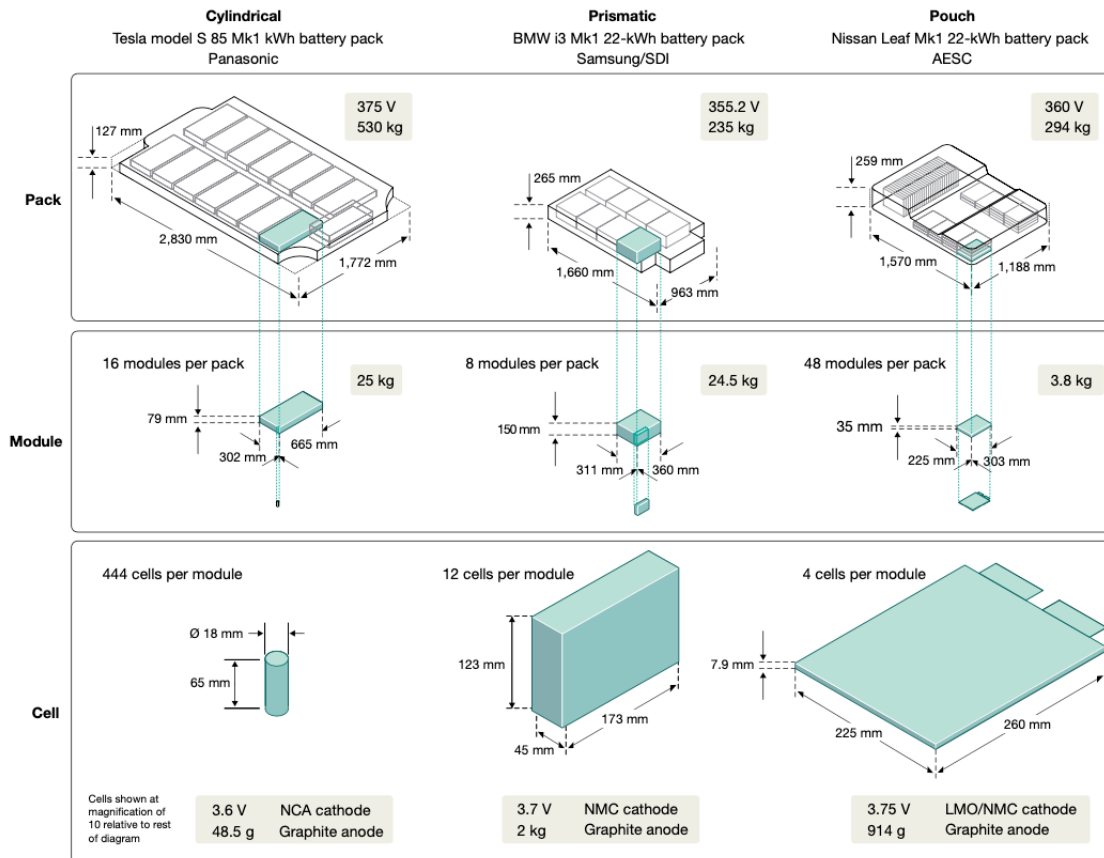 Cylindrical
Tesla model S 85 Mk1 kWh battery pack
Panasonic
Prismatic
BMW i3 Mk1 22-kWh battery pack
Samsung/SDI
Pouch
Nissan Leaf Mk1 22-kWh battery pack
AESC
Pack
375 V
530 kg
127 mm
2,830 mm
1,772 mm
355.2 V
235 kg
265 mm
1,660 mm
963 mm
360 V
294 kg
259 mm
1,570 mm
1,188 mm
Module
16 modules per pack
25 kg
79 mm
302 mm
665 mm
8 modules per pack
24.5 kg
150 mm
311 mm
360 mm
48 modules per pack
3.8 kg
35 mm
225 mm
303 mm
Cell
444 cells per module
Ø 18 mm
65 mm
12 cells per module
123 mm
45 mm
173 mm
4 cells per module
7.9 mm
225 mm
260 mm
Cells shown at
magnification of
10 relative to rest
of diagram
3.6 V NCA cathode
48.5 g Graphite anode
3.7 V NMC cathode
2 kg Graphite anode
3.75 V LMO/NMC cathode
914 g Graphite anode